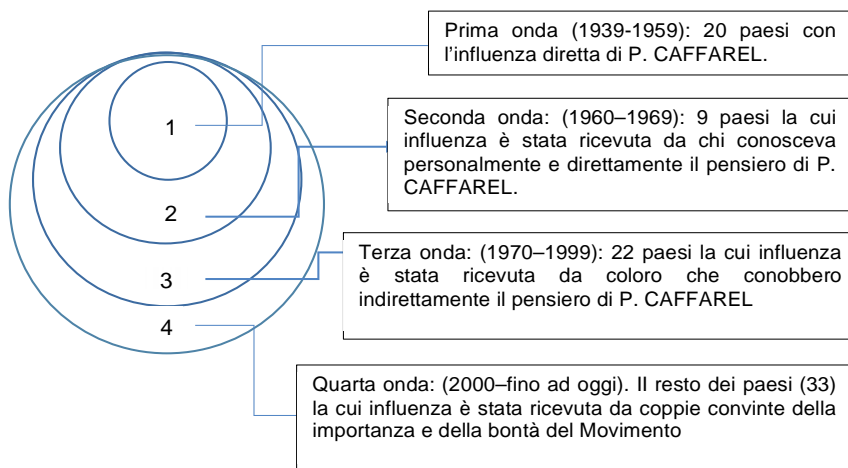 Prima onda (1939-1959): 20 paesi con
l'influenza diretta di P. CAFFAREL.
1
Seconda onda: (1960–1969): 9 paesi la cui
influenza è stata ricevuta da chi conosceva
personalmente e direttamente il pensiero di P.
CAFFAREL.
2
Terza onda: (1970–1999): 22 paesi la cui influenza
è stata ricevuta da coloro che conobbero
indirettamente il pensiero di P. CAFFAREL
3
4
Quarta onda: (2000–fino ad oggi). Il resto dei paesi (33)
la cui influenza è stata ricevuta da coppie convinte della
importanza e della bontà del Movimento